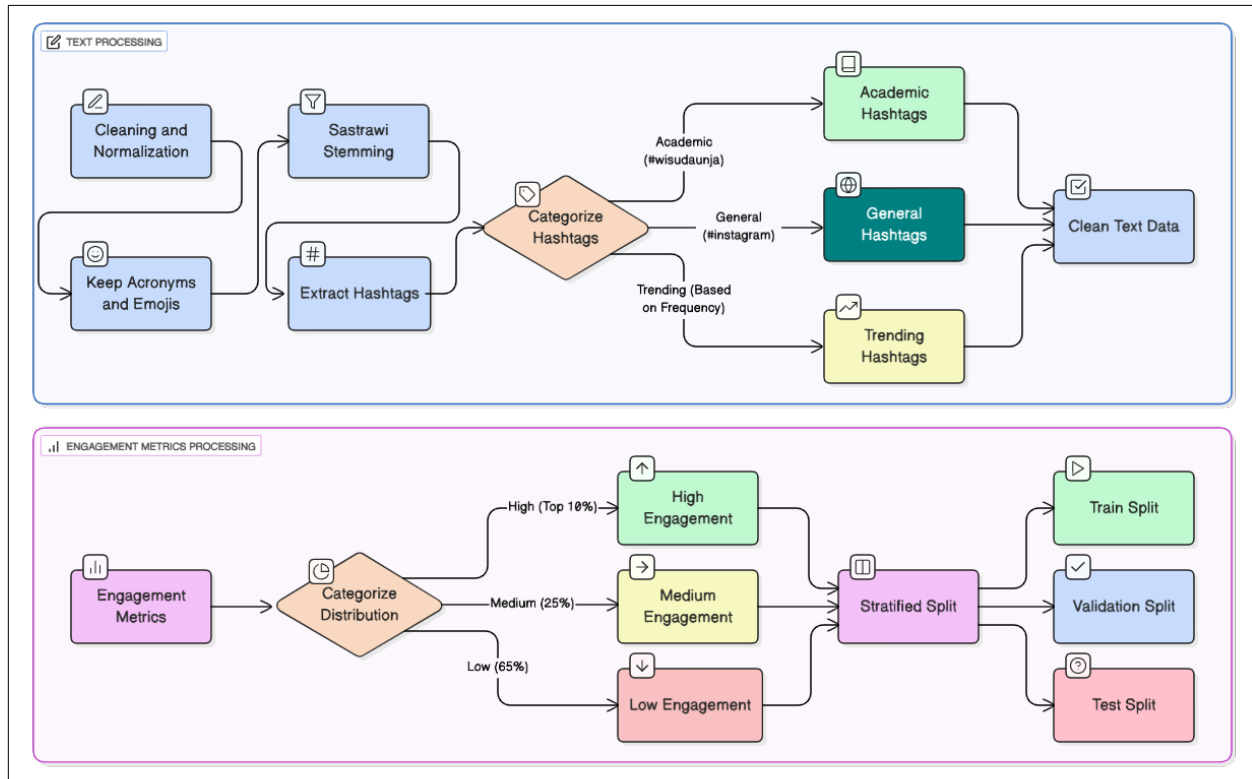 TEXT PROCESSING
Cleaning and
Normalization
Sastrawi
Stemming
Keep Acronyms
and Emojis
#
Extract Hashtags
Categorize
Hashtags
Academic
(#wisudaunja)
General
(#instagram)
Trending (Based
on Frequency)
Academic
Hashtags
General
Hashtags
Trending
Hashtags
Clean Text Data
ENGAGEMENT METRICS PROCESSING
Engagement
Metrics
Categorize
Distribution
High (Top 10%)
Medium (25%)
Low (65%)
High
Engagement
Medium
Engagement
Low Engagement
Stratified Split
Train Split
Validation Split
Test Split